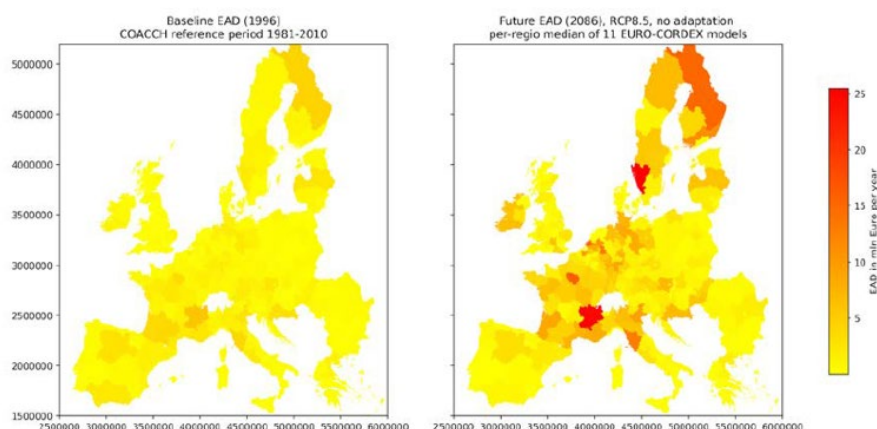 Baseline EAD (1996)
COACCH reference period 1981-2010
Future EAD (2086), RCP8.5, no adaptation
per-regio median of 11 EURO-CORDEX models
5000000
4500000
4000000
3500000
3000000
2500000
2000000
1500000
2500000 3000000 3500000 4000000 4500000 5000000 5500000 6000000
2500000 3000000 3500000 4000000 4500000 5000000 5500000 6000000
25
20
15
10
5
EAD in mln Euro per year